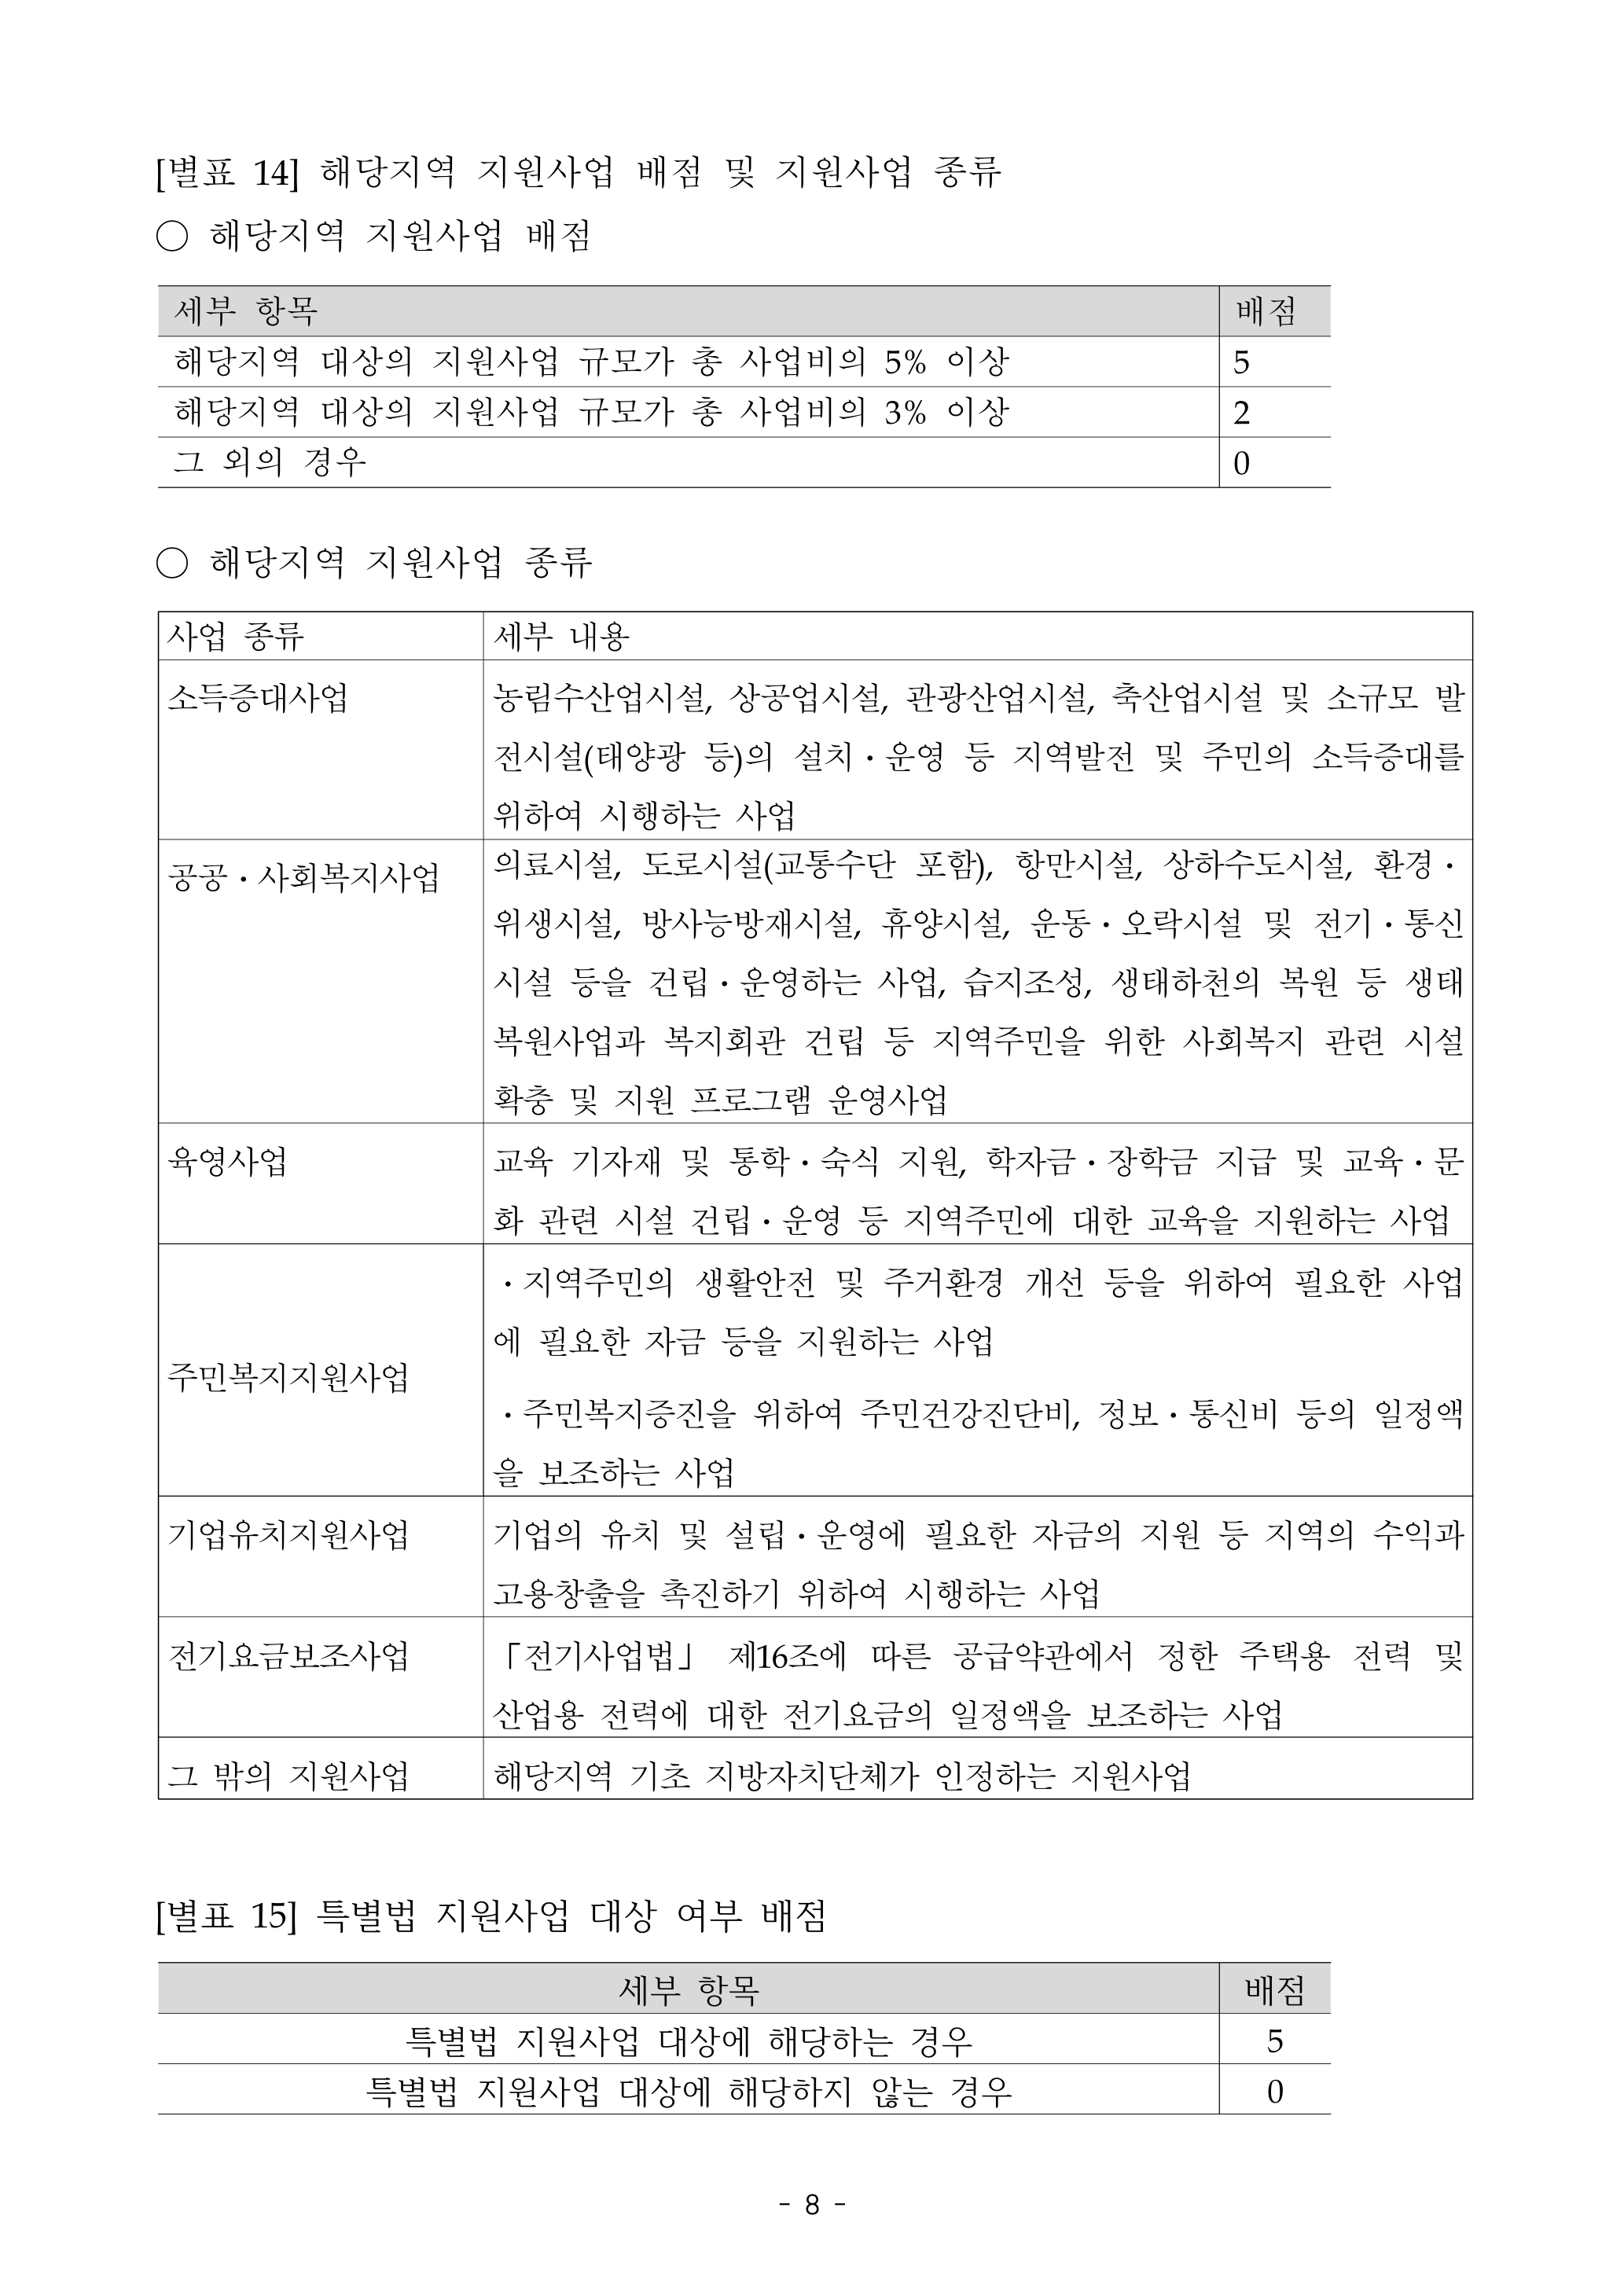 [별표 14] 해당지역 지원사업 배점 및 지원사업 종류
○ 해당지역 지원사업 배점
세부 항목 배점
해당지역 대상의 지원사업 규모가 총 사업비의 5% 이상 5
해당지역 대상의 지원사업 규모가 총 사업비의 3% 이상 2
그 외의 경우 0
○ 해당지역 지원사업 종류
사업 종류 세부 내용
소득증대사업 농림수산업시설, 상공업시설, 관광산업시설, 축산업시설 및 소규모 발
전시설(태양광 등)의 설치·운영 등 지역발전 및 주민의 소득증대를
위하여 시행하는 사업
공공·사회복지사업 의료시설, 도로시설(교통수단 포함), 항만시설, 상하수도시설, 환경·
위생시설, 방사능방재시설, 휴양시설, 운동·오락시설 및 전기·통신
시설 등을 건립·운영하는 사업, 습지조성, 생태하천의 복원 등 생태
복원사업과 복지회관 건립 등 지역주민을 위한 사회복지 관련 시설
확충 및 지원 프로그램 운영사업
육영사업 교육 기자재 및 통학·숙식 지원, 학자금·장학금 지급 및 교육·문
화 관련 시설 건립·운영 등 지역주민에 대한 교육을 지원하는 사업
주민복지지원사업
·지역주민의 생활안전 및 주거환경 개선 등을 위하여 필요한 사업
에 필요한 자금 등을 지원하는 사업
·주민복지증진을 위하여 주민건강진단비, 정보·통신비 등의 일정액
을 보조하는 사업
기업유치지원사업 기업의 유치 및 설립·운영에 필요한 자금의 지원 등 지역의 수익과
고용창출을 촉진하기 위하여 시행하는 사업
전기요금보조사업 「전기사업법」 제16조에 따른 공급약관에서 정한 주택용 전력 및
산업용 전력에 대한 전기요금의 일정액을 보조하는 사업
그 밖의 지원사업 해당지역 기초 지방자치단체가 인정하는 지원사업
[별표 15] 특별법 지원사업 대상 여부 배점
세부 항목 배점
특별법 지원사업 대상에 해당하는 경우 5
특별법 지원사업 대상에 해당하지 않는 경우 0
- 8 -